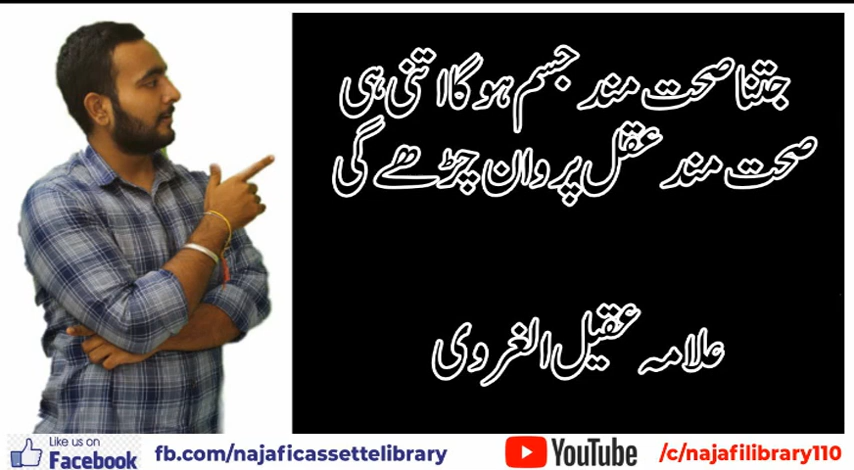 جتنا صحت مند جسم ہو گا اتنی ہی
صحت مند عقل پروان چڑھے گی
علامہ عقیل الغروی
Like us on
Facebook
fb.com/najaficassettelibrary
YouTube
/c/najafilibrary110